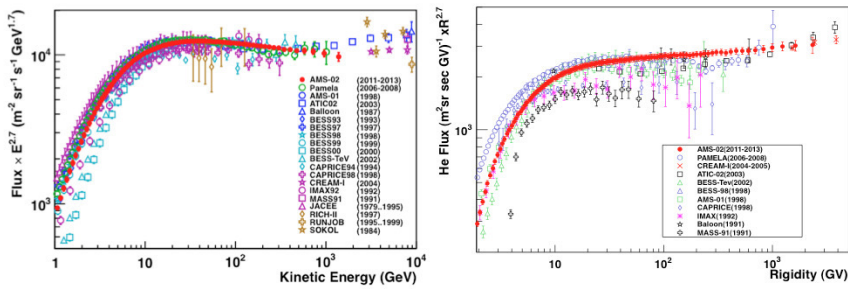 Flux × E^2.7 (m^-2 sr^-1 s^-1 GeV^1.7)
10^4
10^3
1
10
10^2
10^3
10^4
Kinetic Energy (GeV)
AMS-02 (2011-2013)
Pamela (2006-2008)
AMS-01 (1998)
ATIC02 (2003)
Balloon (1987)
BESS93 (1993)
BESS97 (1997)
BESS98 (1998)
BESS99 (1999)
BESS00 (2000)
BESS-TeV (2002)
CAPRICE94 (1994)
CAPRICE98 (1998)
CREAM-I (2004)
IMAX92 (1992)
MASS91 (1991)
JACEE (1979..1995)
RICH-II (1997)
RUNJOB (1995..1999)
SOKOL (1984)
He Flux (m^2sr sec GV)^-1 xR^2.7
10^3
10
10^2
10^3
Rigidity (GV)
AMS-02(2011-2013)
PAMELA(2006-2008)
CREAM-I(2004-2005)
ATIC-02(2003)
BESS-Tev(2002)
BESS-98(1998)
AMS-01(1998)
CAPRICE(1998)
IMAX(1992)
Baloon(1991)
MASS-91(1991)